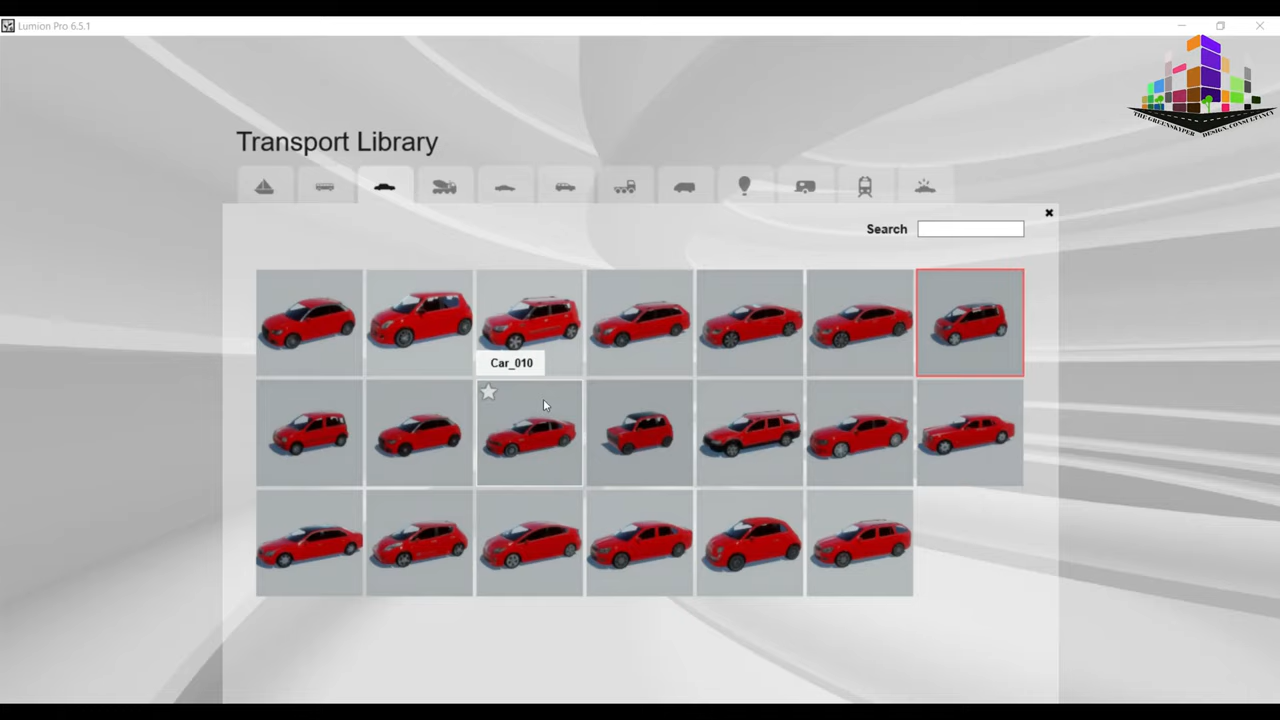 Lumion Pro 6.5.1
THE GREENSKYPER DESIGN CONSULTANCY
Transport Library
Search
Car_010